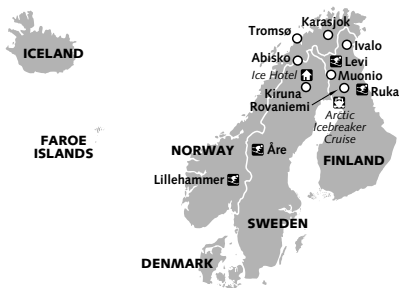 Karasjok
Tromsø
Ivalo
ICELAND
Abisko
Levi
Ice Hotel
Muonio
Kiruna
Ruka
Rovaniemi
Arctic
Icebreaker
Cruise
FAROE
ISLANDS
NORWAY
Åre
FINLAND
Lillehammer
SWEDEN
DENMARK